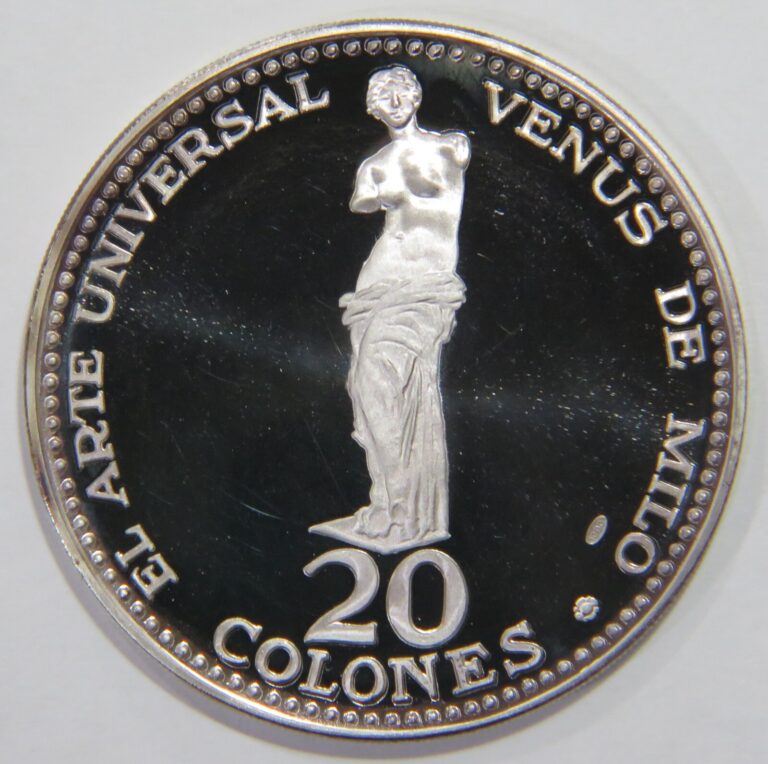 EL ARTE UNIVERSAL
VENUS DE MILO
20
COLONES